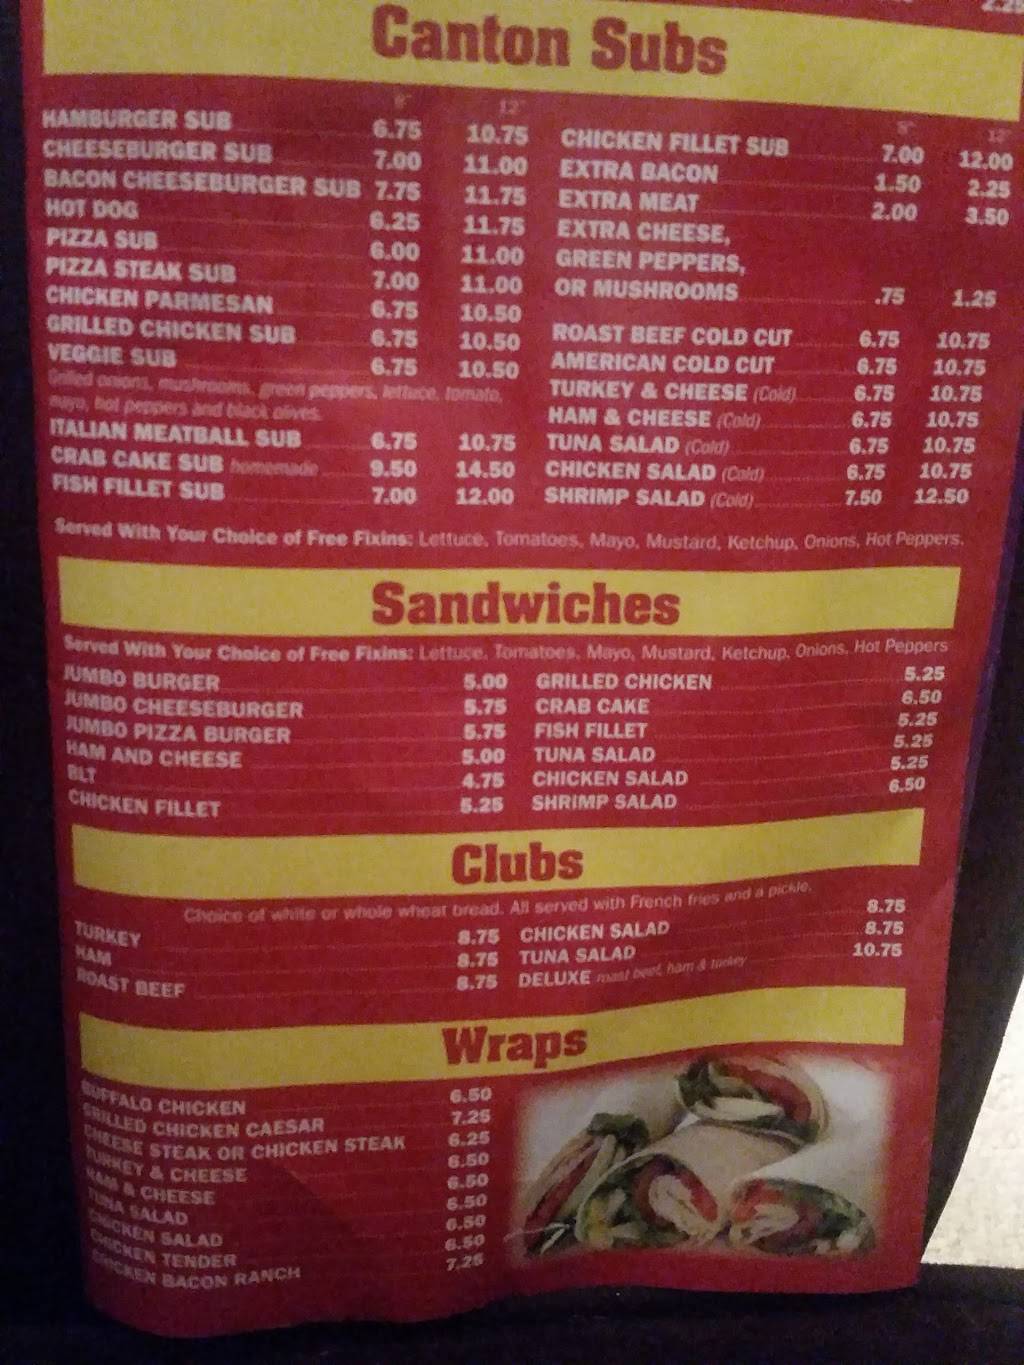 2.25
Canton Subs
12"
HAMBURGER SUB 6.75 10.75
CHEESEBURGER SUB 7.00 11.00
BACON CHEESEBURGER SUB 7.75 11.75
HOT DOG 6.25 11.75
PIZZA SUB 6.00 11.00
PIZZA STEAK SUB 7.00 11.00
CHICKEN PARMESAN 6.75 10.50
GRILLED CHICKEN SUB 6.75 10.50
VEGGIE SUB 6.75 10.50
Grilled onions, mushrooms, green peppers, lettuce, tomato,
mayo, hot peppers and black olives.
ITALIAN MEATBALL SUB 6.75 10.75
CRAB CAKE SUB homemade 9.50 14.50
FISH FILLET SUB 7.00 12.00
12"
CHICKEN FILLET SUB 7.00 12.00
EXTRA BACON 1.50 2.25
EXTRA MEAT 2.00 3.50
EXTRA CHEESE,
GREEN PEPPERS,
OR MUSHROOMS .75 1.25
ROAST BEEF COLD CUT 6.75 10.75
AMERICAN COLD CUT 6.75 10.75
TURKEY & CHEESE (Cold) 6.75 10.75
HAM & CHEESE (Cold) 6.75 10.75
TUNA SALAD (Cold) 6.75 10.75
CHICKEN SALAD (Cold) 6.75 10.75
SHRIMP SALAD (Cold) 7.50 12.50
Served With Your Choice of Free Fixins: Lettuce, Tomatoes, Mayo, Mustard, Ketchup, Onions, Hot Peppers.
Sandwiches
Served With Your Choice of Free Fixins: Lettuce, Tomatoes, Mayo, Mustard, Ketchup, Onions, Hot Peppers
JUMBO BURGER 5.00
JUMBO CHEESEBURGER 5.75
JUMBO PIZZA BURGER 5.75
HAM AND CHEESE 5.00
BLT 4.75
CHICKEN FILLET 5.25
GRILLED CHICKEN 5.25
CRAB CAKE 6.50
FISH FILLET 5.25
TUNA SALAD 5.25
CHICKEN SALAD 5.25
SHRIMP SALAD 6.50
Clubs
Choice of white or whole wheat bread. All served with French fries and a pickle.
TURKEY 8.75
HAM 8.75
ROAST BEEF 8.75
CHICKEN SALAD 8.75
TUNA SALAD 8.75
DELUXE roast beef, ham & turkey 10.75
Wraps
BUFFALO CHICKEN 6.50
GRILLED CHICKEN CAESAR 7.25
CHEESE STEAK OR CHICKEN STEAK 6.25
TURKEY & CHEESE 6.50
HAM & CHEESE 6.50
TUNA SALAD 6.50
CHICKEN SALAD 6.50
CHICKEN TENDER 6.50
CHICKEN BACON RANCH 7.25